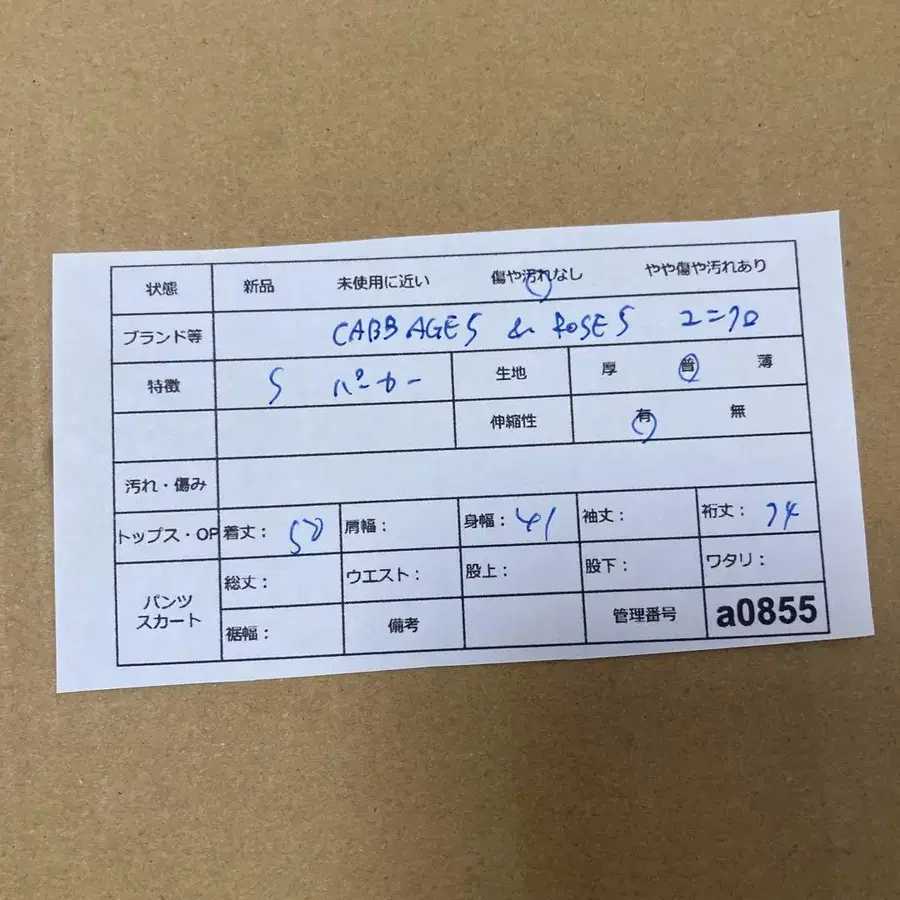 状態 新品 未使用に近い 傷や汚れなし やや傷や汚れあり
ブランド等 CABBAGES & ROSES ユニクロ
特徴 S パーカー 生地 厚 普 薄
伸縮性 有 無
汚れ・傷み
トップス・OP 着丈： 50 肩幅： 身幅： 41 袖丈： 裄丈： 74
パンツ スカート 総丈： ウエスト： 股上： 股下： ワタリ：
裾幅： 備考 管理番号 a0855